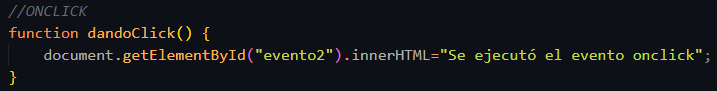 //ONCLICK
function dandoClick() {
    document.getElementById("evento2").innerHTML="Se ejecutó el evento onclick";
}